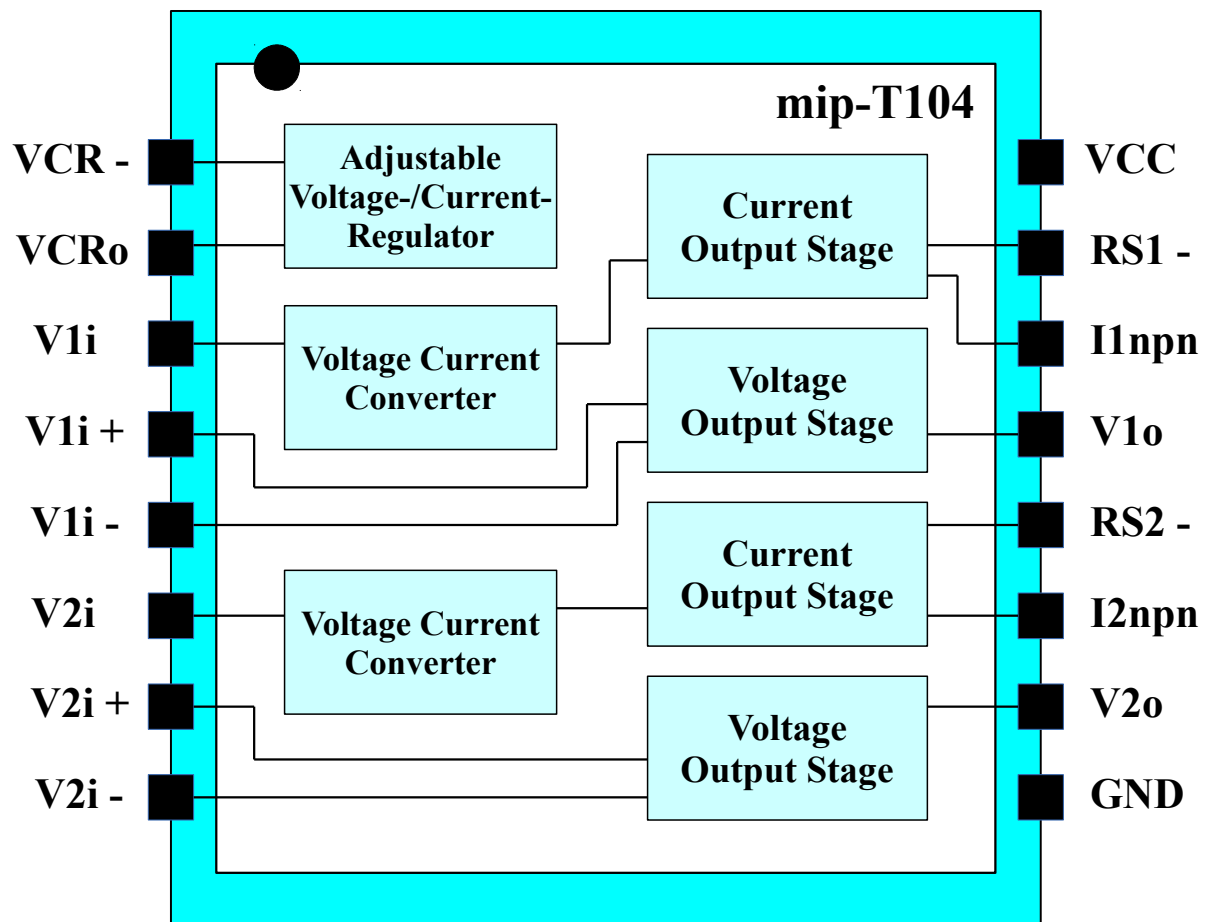 mip-T104
VCR -
VCRo
V1i
V1i +
V1i -
V2i
V2i +
V2i -
Adjustable
Voltage-/Current-
Regulator
Voltage Current
Converter
Voltage Current
Converter
Current
Output Stage
Voltage
Output Stage
Current
Output Stage
Voltage
Output Stage
VCC
RS1 -
I1npn
V1o
RS2 -
I2npn
V2o
GND